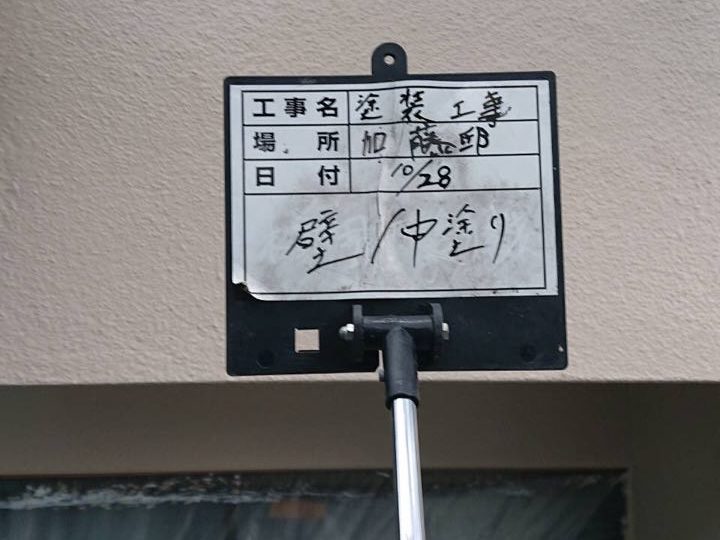 工事名 塗装工事
場所 加藤邸
日付 10/28
壁/中塗り